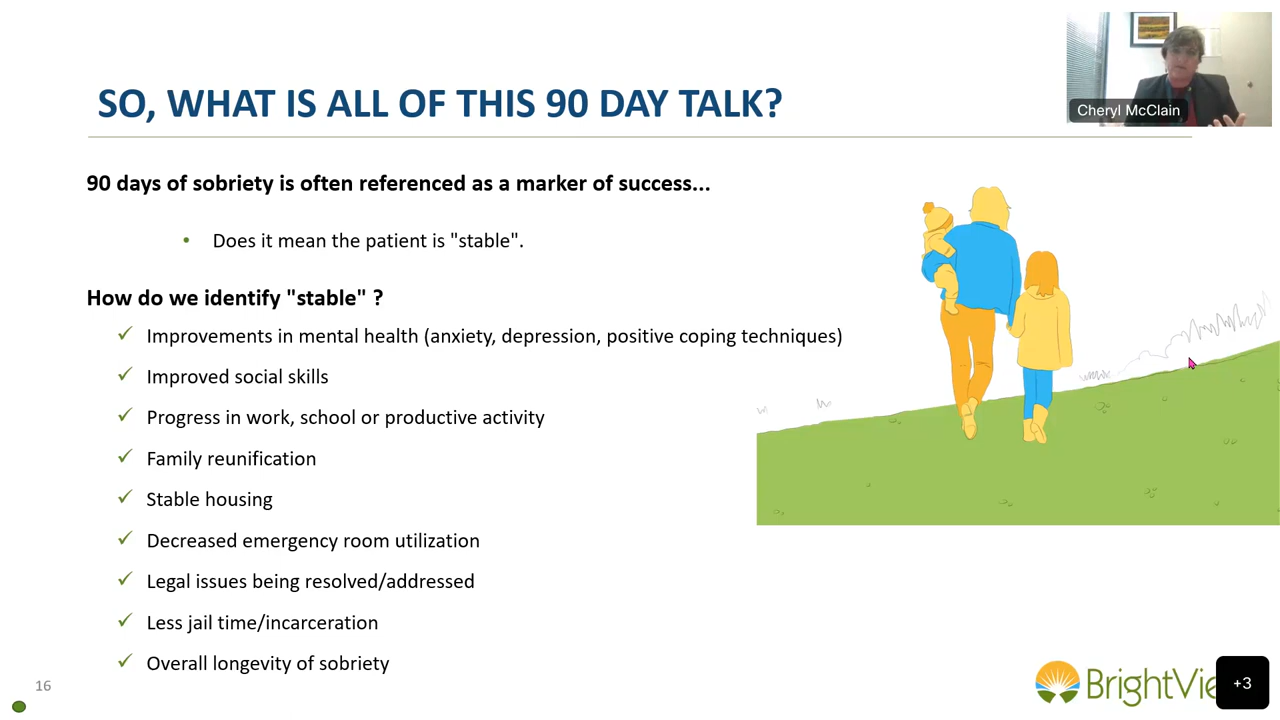 Cheryl McClain
SO, WHAT IS ALL OF THIS 90 DAY TALK?
90 days of sobriety is often referenced as a marker of success...
• Does it mean the patient is "stable".
How do we identify "stable" ?
✓ Improvements in mental health (anxiety, depression, positive coping techniques)
✓ Improved social skills
✓ Progress in work, school or productive activity
✓ Family reunification
✓ Stable housing
✓ Decreased emergency room utilization
✓ Legal issues being resolved/addressed
✓ Less jail time/incarceration
✓ Overall longevity of sobriety
16
BrightVie
+3